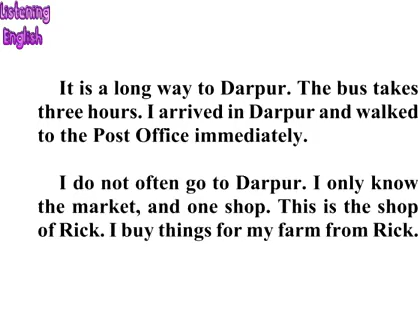 Listening
English
It is a long way to Darpur. The bus takes
three hours. I arrived in Darpur and walked
to the Post Office immediately.
I do not often go to Darpur. I only know
the market, and one shop. This is the shop
of Rick. I buy things for my farm from Rick.